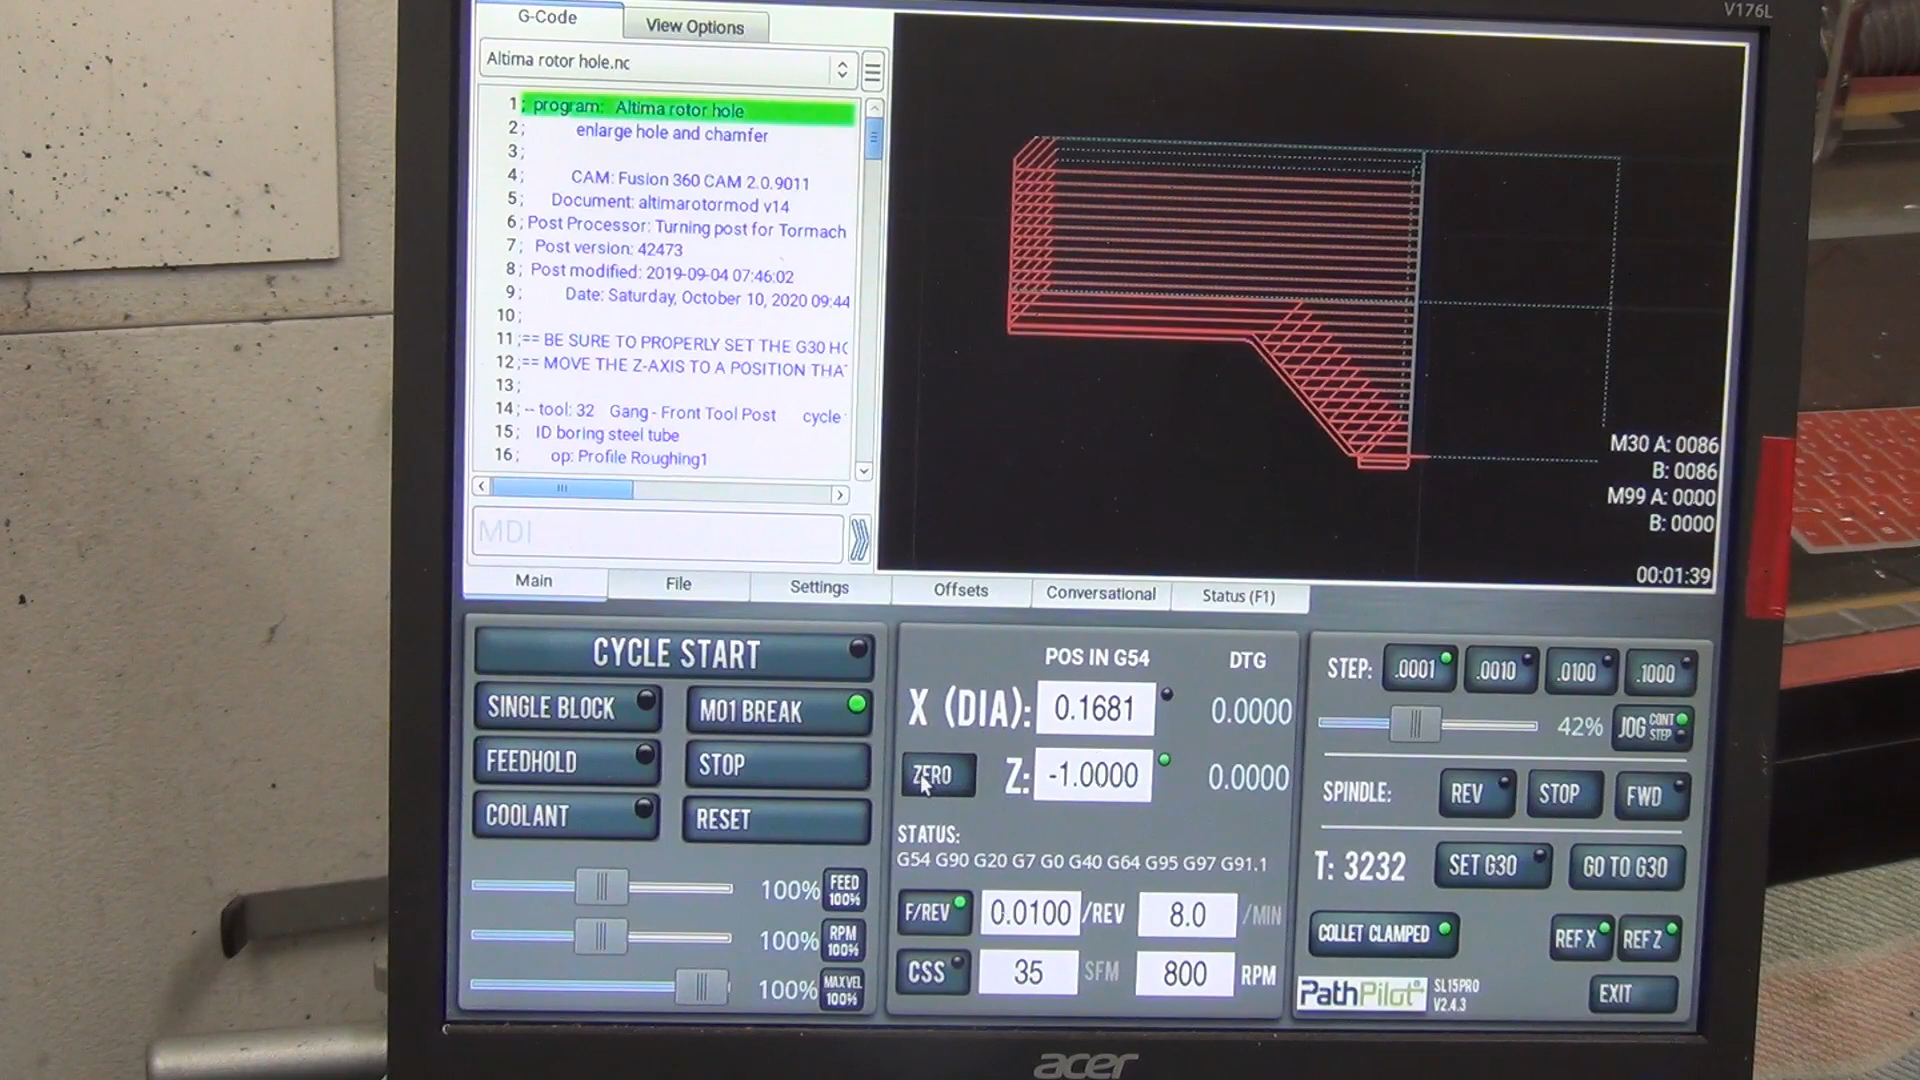 V176L
G-Code
View Options
Altima rotor hole.nc
1; program: Altima rotor hole
2; enlarge hole and chamfer
3;
4; CAM: Fusion 360 CAM 2.0.9011
5; Document: altimarotormod v14
6; Post Processor: Turning post for Tormach
7; Post version: 42473
8; Post modified: 2019-09-04 07:46:02
9; Date: Saturday, October 10, 2020 09:44
10;
11;== BE SURE TO PROPERLY SET THE G30 HO
12;== MOVE THE Z-AXIS TO A POSITION THA
13;
14; -- tool: 32 Gang - Front Tool Post cycle
15; ID boring steel tube
16; op: Profile Roughing1
MDI
M30 A: 0086
B: 0086
M99 A: 0000
B: 0000
00:01:39
Main
File
Settings
Offsets
Conversational
Status (F1)
CYCLE START
SINGLE BLOCK
M01 BREAK
FEEDHOLD
STOP
COOLANT
RESET
100% FEED 100%
100% RPM 100%
100% MAXVEL 100%
POS IN G54
DTG
X (DIA): 0.1681 0.0000
ZERO
Z: -1.0000 0.0000
STATUS:
G54 G90 G20 G7 G0 G40 G64 G95 G97 G91.1
F/REV 0.0100 /REV 8.0 /MIN
CSS 35 SFM 800 RPM
STEP: .0001 .0010 .0100 .1000
42% JOG CONT STEP
SPINDLE: REV STOP FWD
T: 3232 SET G30 GO TO G30
COLLET CLAMPED
REF X
REF Z
PathPilot®
SL15PRO
V2.4.3
EXIT
acer